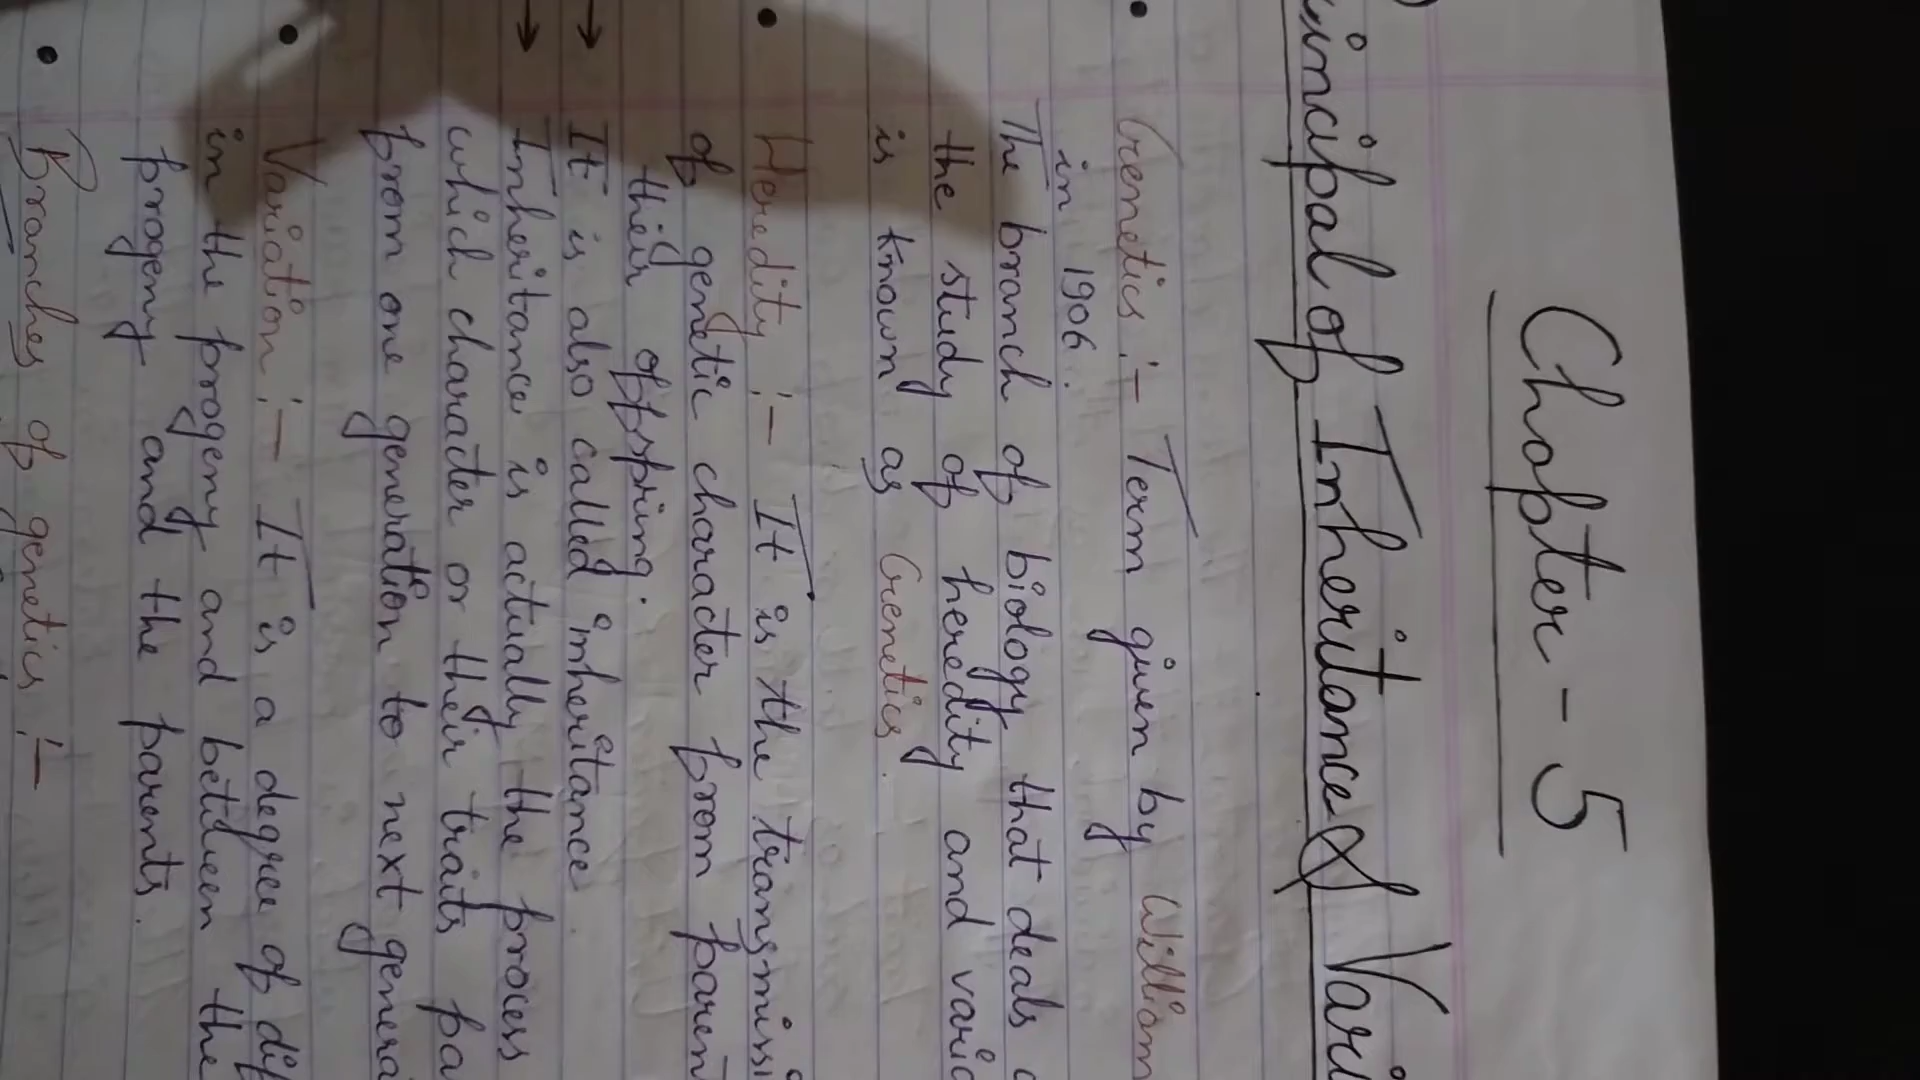 Chapter - 5
incipal of Inheritance & Vari
Genetics :- Term given by William
in 1906.
The branch of biology that deals
the study of heredity and varia
is known as Genetics.
Heredity :- It is the transmissi
of genetic character from paren
their offspring.
→ It is also called inheritance.
→ Inheritance is actually the process
which character or their traits pa
from one generation to next genera
Variation :- It is a degree of dif
in the progeny and between the
progeny and the parents.
Branches of genetics :-